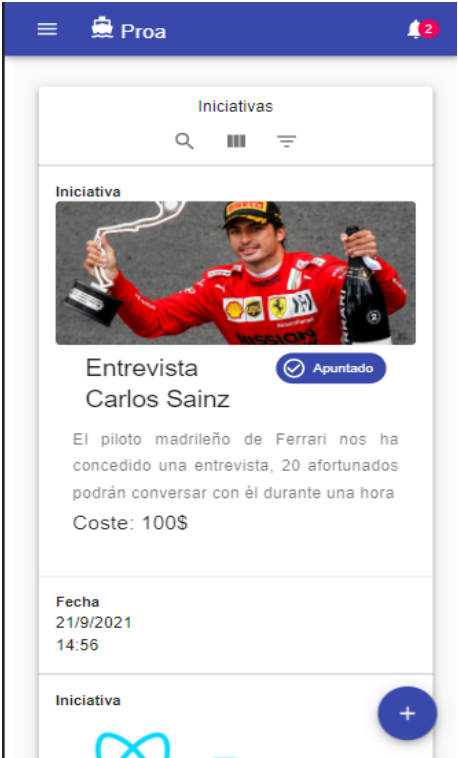 Proa
2
Iniciativas
Iniciativa
MISSION
Entrevista
Carlos Sainz
Apuntado
El piloto madrileño de Ferrari nos ha
concedido una entrevista, 20 afortunados
podrán conversar con él durante una hora
Coste: 100$
Fecha
21/9/2021
14:56
Iniciativa
+